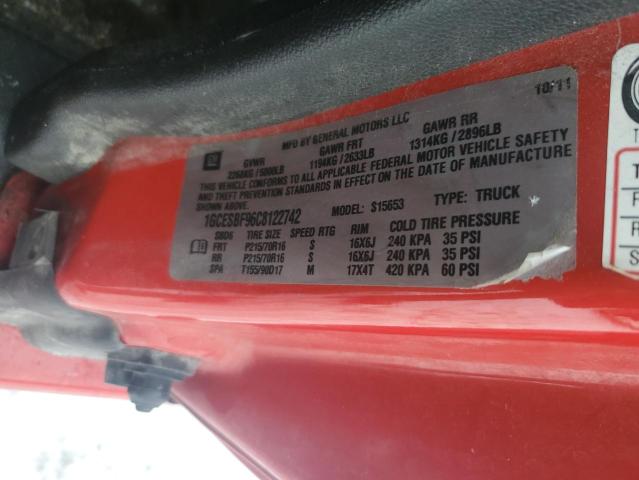 10/11
MFD BY GENERAL MOTORS LLC
GM GVWR GAWR FRT GAWR RR
2268KG / 5000LB 1194KG / 2633LB 1314KG / 2896LB
THIS VEHICLE CONFORMS TO ALL APPLICABLE FEDERAL MOTOR VEHICLE SAFETY
AND THEFT PREVENTION STANDARDS IN EFFECT ON THE DATE OF MANUFACTURE
SHOWN ABOVE.
1GCESBF96C8122742 MODEL: S15653 TYPE: TRUCK
SBD6 TIRE SIZE SPEED RTG RIM COLD TIRE PRESSURE
FRT P215/70R16 S 16X6J 240 KPA 35 PSI
RR P215/70R16 S 16X6J 240 KPA 35 PSI
SPA T155/90D17 M 17X4T 420 KPA 60 PSI
T
F
R
S